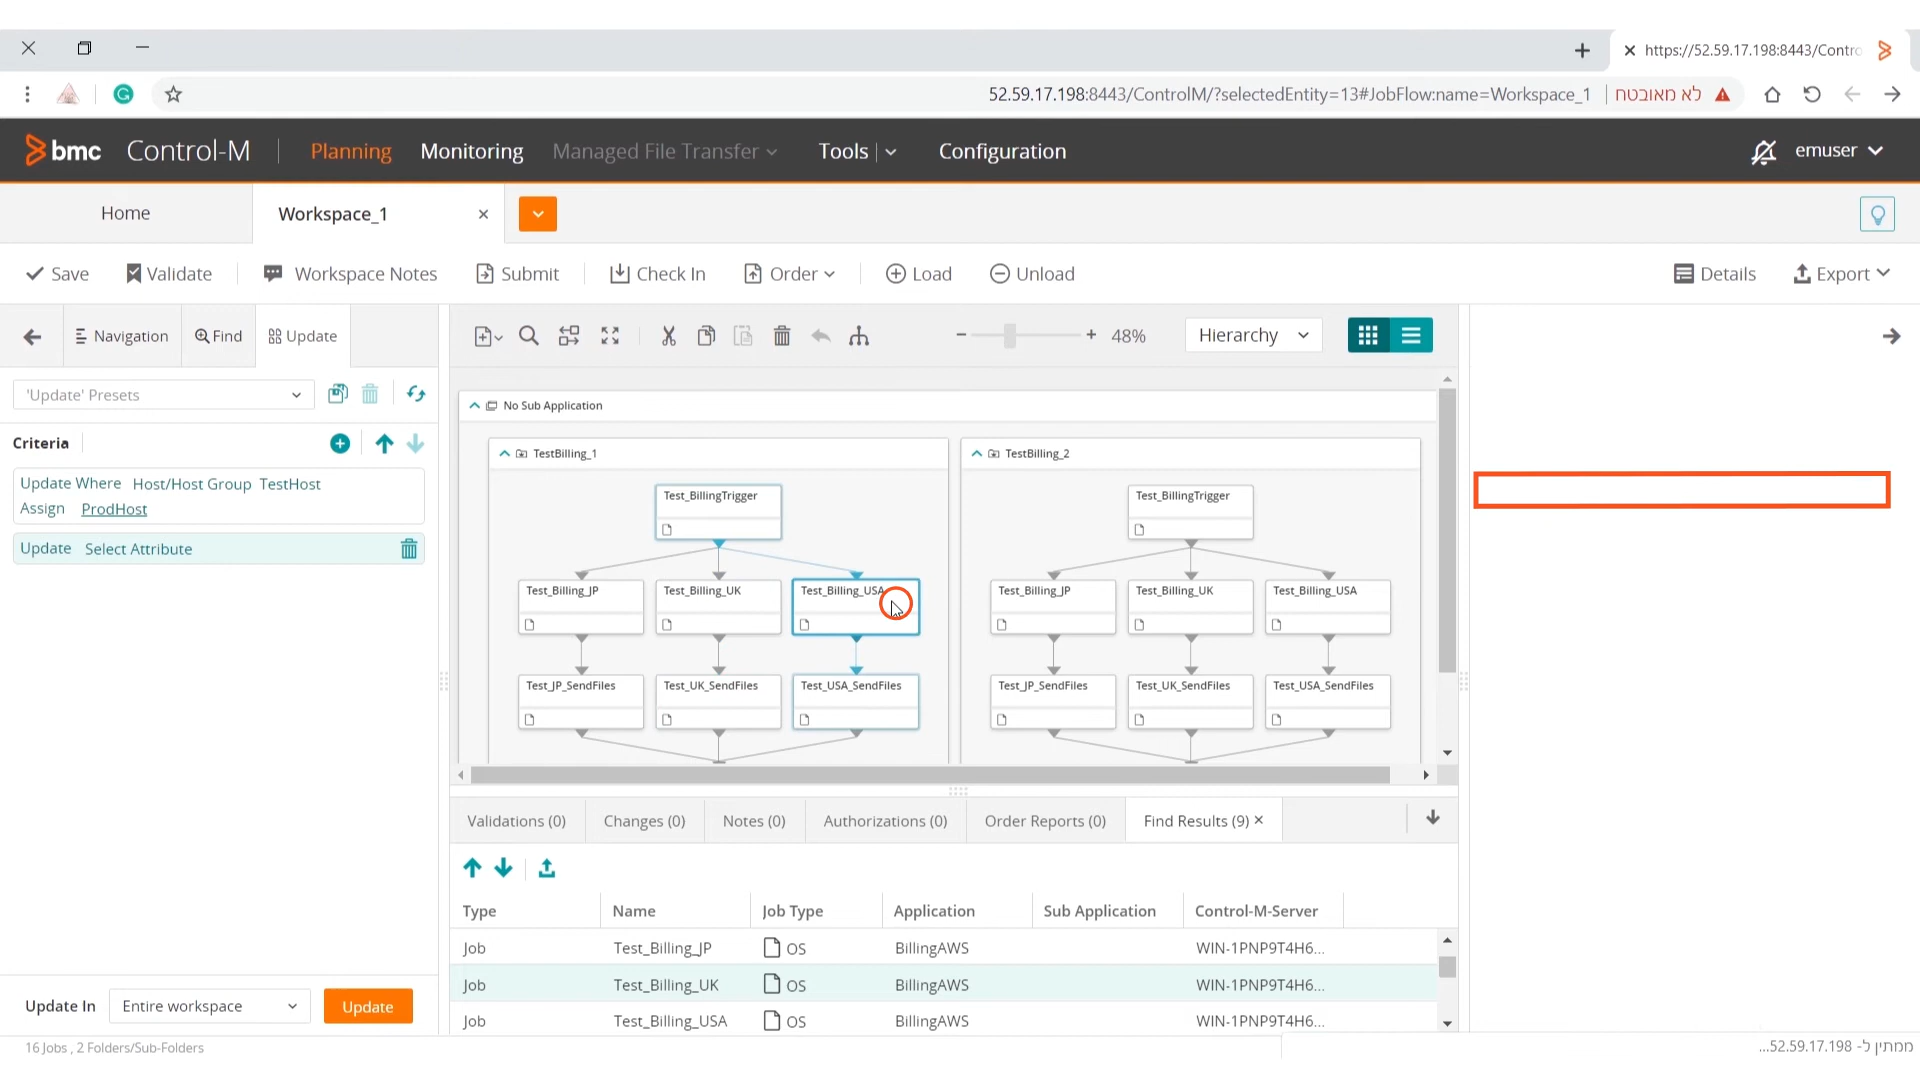 https://52.59.17.198:8443/Contro
52.59.17.198:8443/ControlM/?selectedEntity=13#JobFlow:name=Workspace_1
לא מאובטח
bmc Control-M
Planning
Monitoring
Managed File Transfer
Tools
Configuration
emuser
Home
Workspace_1
Save
Validate
Workspace Notes
Submit
Check In
Order
Load
Unload
Details
Export
Navigation
Find
Update
48%
Hierarchy
'Update' Presets
Criteria
Update Where Host/Host Group TestHost
Assign ProdHost
Update Select Attribute
No Sub Application
TestBilling_1
Test_BillingTrigger
Test_Billing_JP
Test_Billing_UK
Test_Billing_USA
Test_JP_SendFiles
Test_UK_SendFiles
Test_USA_SendFiles
TestBilling_2
Test_BillingTrigger
Test_Billing_JP
Test_Billing_UK
Test_Billing_USA
Test_JP_SendFiles
Test_UK_SendFiles
Test_USA_SendFiles
Validations (0)
Changes (0)
Notes (0)
Authorizations (0)
Order Reports (0)
Find Results (9)
Type Name Job Type Application Sub Application Control-M-Server
Job Test_Billing_JP OS BillingAWS WIN-1PNP9T4H6...
Job Test_Billing_UK OS BillingAWS WIN-1PNP9T4H6...
Job Test_Billing_USA OS BillingAWS WIN-1PNP9T4H6...
Update In Entire workspace Update
16 Jobs , 2 Folders/Sub-Folders
ממתין ל- 52.59.17.198...